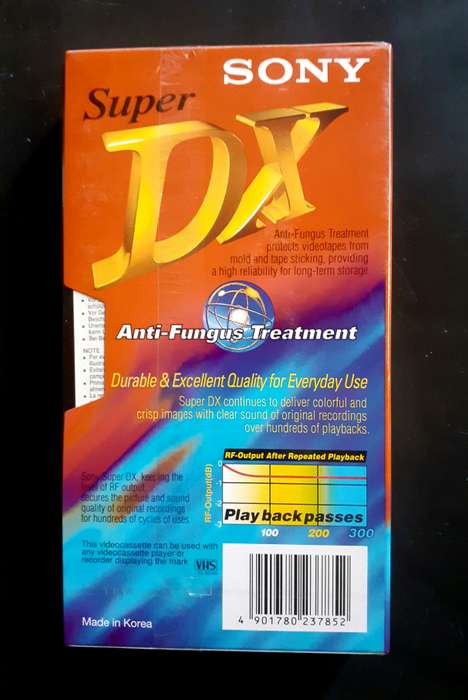 SONY
Super
DX
Anti-Fungus Treatment
protects videotapes from
mold and tape sticking, providing
a high reliability for long-term storage
Anti-Fungus Treatment
NOTE
Durable & Excellent Quality for Everyday Use
Super DX continues to deliver colorful and
crisp images with clear sound of original recordings
over hundreds of playbacks.
RF-Output After Repeated Playback
RF-Output(dB)
0
-1
-2
-3
Play back passes
100 200 300
Sony Super DX, keeping the
level of RF output,
secures the picture and sound
quality of original recordings
for hundreds of cycles of uses.
This videocassette can be used with
any videocassette player or
recorder displaying the mark
VHS
4 901780 237852
Made in Korea